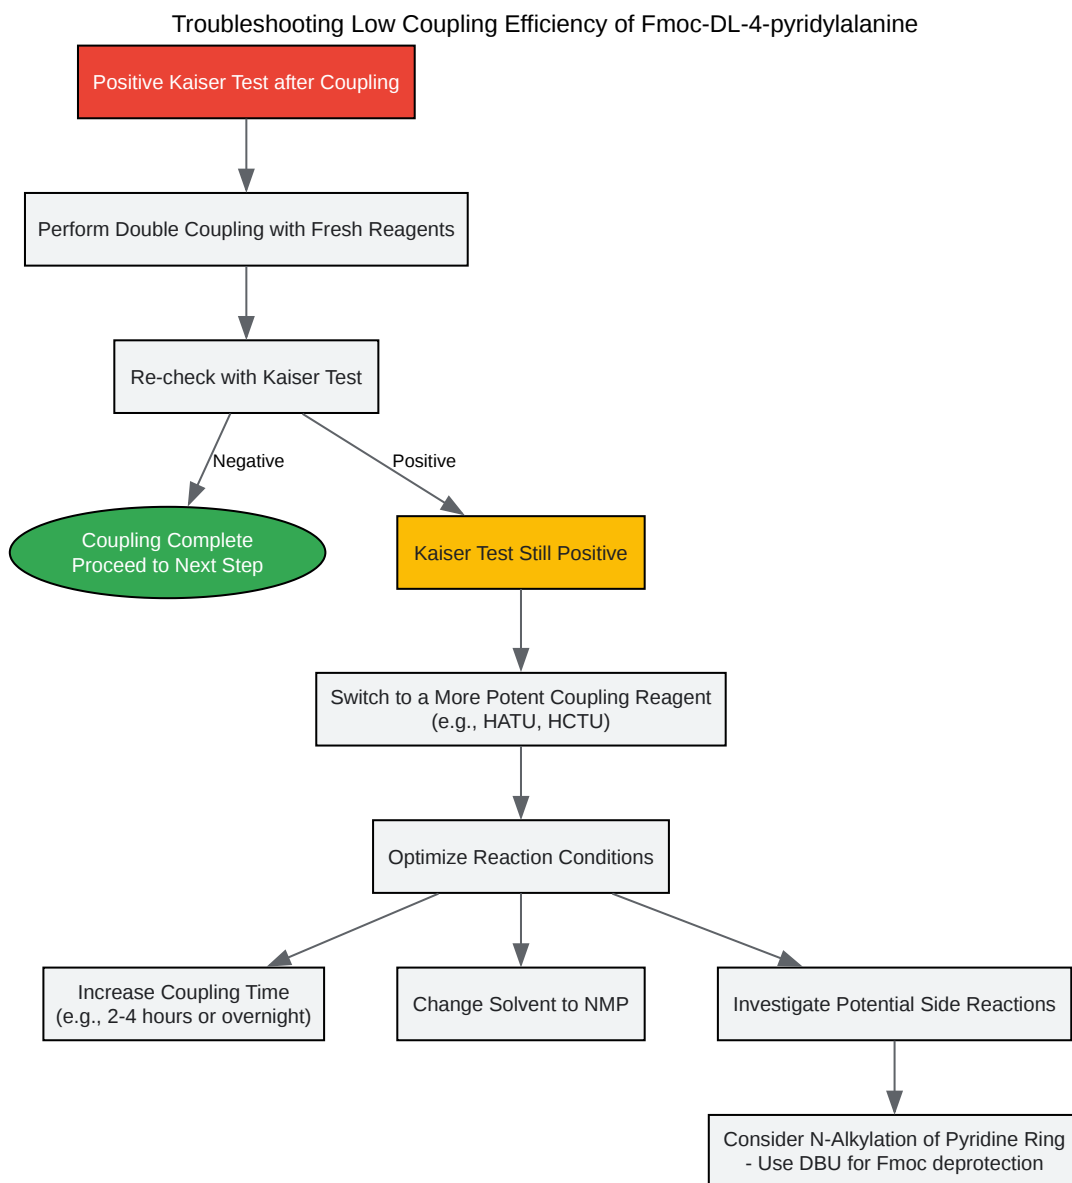 Troubleshooting Low Coupling Efficiency of Fmoc-DL-4-pyridylalanine
Positive Kaiser Test after Coupling
Perform Double Coupling with Fresh Reagents
Re-check with Kaiser Test
Negative
Positive
Coupling Complete
Proceed to Next Step
Kaiser Test Still Positive
Switch to a More Potent Coupling Reagent
(e.g., HATU, HCTU)
Optimize Reaction Conditions
Increase Coupling Time
(e.g., 2-4 hours or overnight)
Change Solvent to NMP
Investigate Potential Side Reactions
Consider N-Alkylation of Pyridine Ring
- Use DBU for Fmoc deprotection